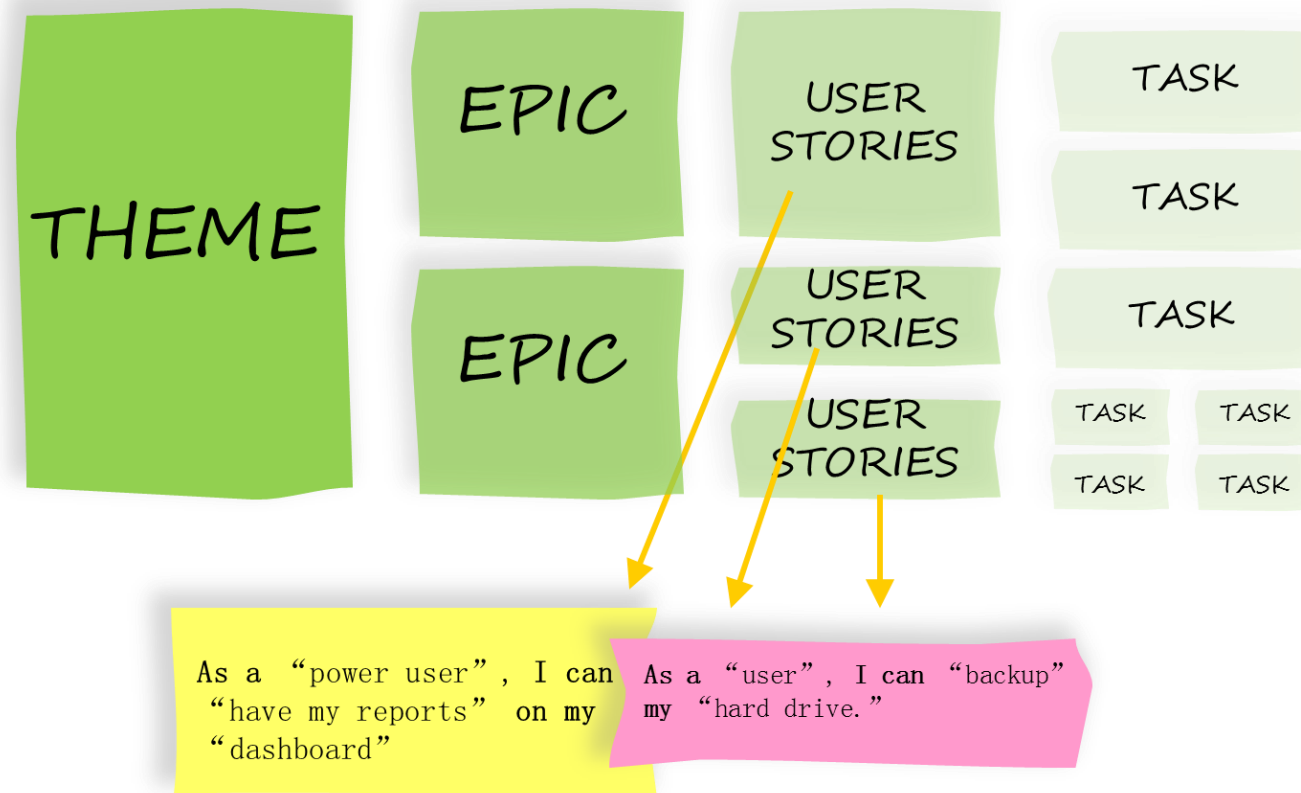 THEME
EPIC
EPIC
USER
STORIES
USER
STORIES
USER
STORIES
TASK
TASK
TASK
TASK TASK
TASK TASK
As a “power user”, I can
“have my reports” on my
“dashboard”
As a “user”, I can “backup”
my “hard drive.”